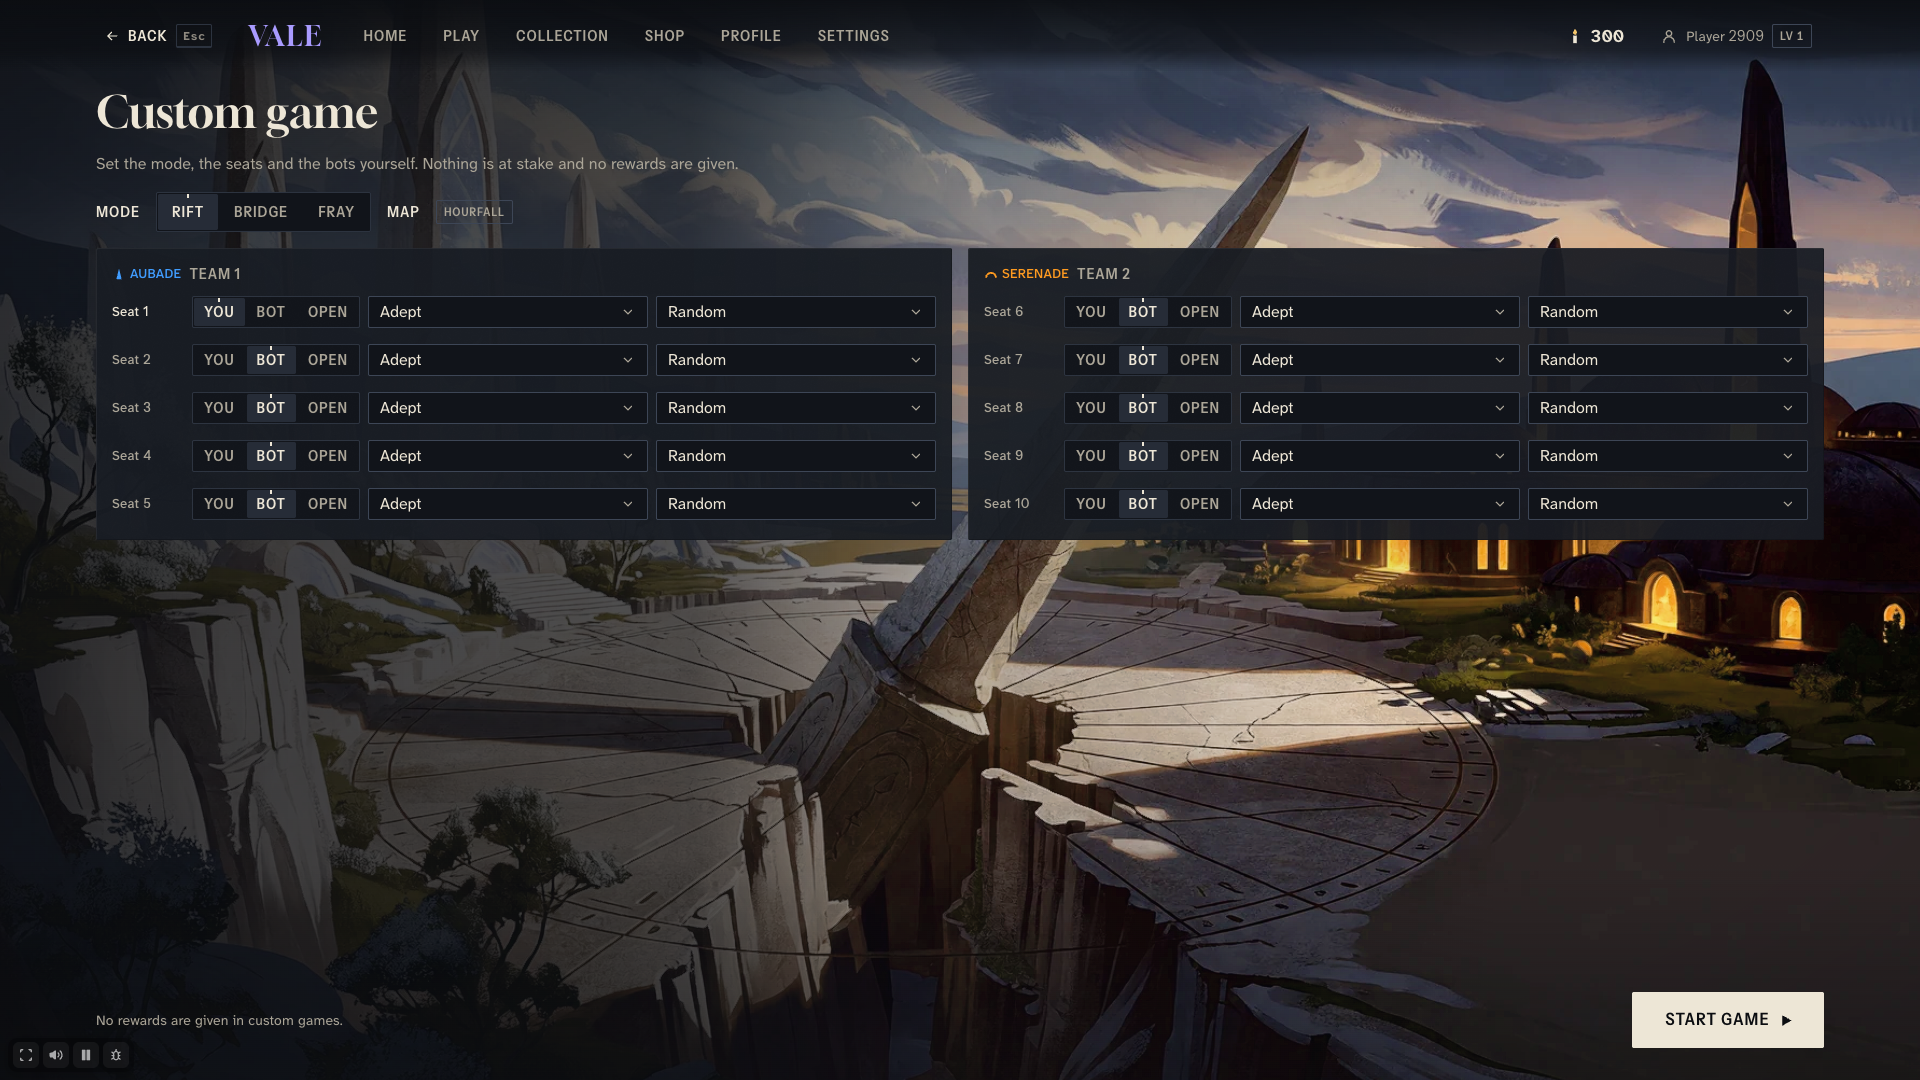 BACK Esc VALE HOME PLAY COLLECTION SHOP PROFILE SETTINGS 300 Player 2909 LV 1
Custom game
Set the mode, the seats and the bots yourself. Nothing is at stake and no rewards are given.
MODE RIFT BRIDGE FRAY MAP HOURFALL
AUBADE TEAM 1
Seat 1 YOU BOT OPEN Adept Random
Seat 2 YOU BOT OPEN Adept Random
Seat 3 YOU BOT OPEN Adept Random
Seat 4 YOU BOT OPEN Adept Random
Seat 5 YOU BOT OPEN Adept Random
SERENADE TEAM 2
Seat 6 YOU BOT OPEN Adept Random
Seat 7 YOU BOT OPEN Adept Random
Seat 8 YOU BOT OPEN Adept Random
Seat 9 YOU BOT OPEN Adept Random
Seat 10 YOU BOT OPEN Adept Random
No rewards are given in custom games.
START GAME